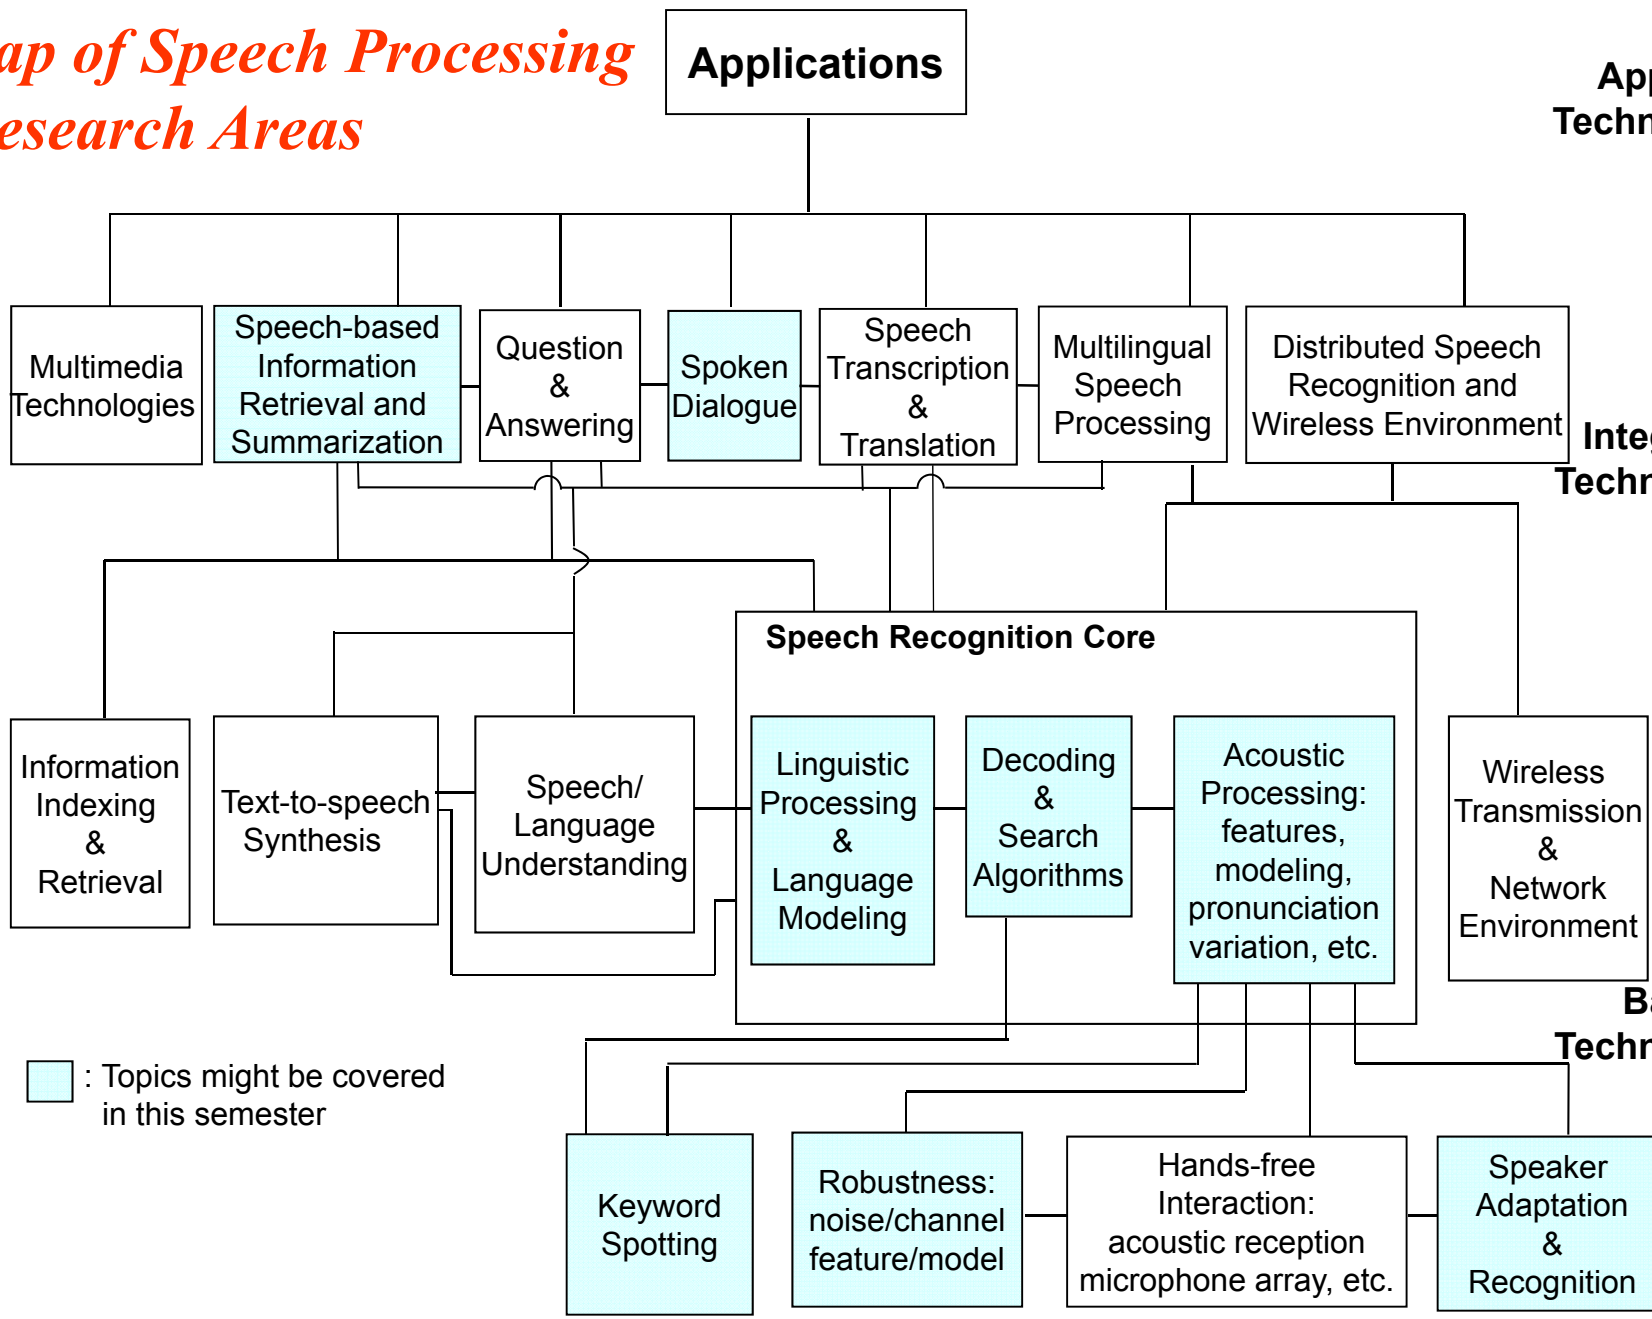 ap of Speech Processing
esearch Areas
Applications
App
Techn
Multimedia
Technologies
Speech-based
Information
Retrieval and
Summarization
Question
&
Answering
Spoken
Dialogue
Speech
Transcription
&
Translation
Multilingual
Speech
Processing
Distributed Speech
Recognition and
Wireless Environment
Integ
Techn
Speech Recognition Core
Information
Indexing
&
Retrieval
Text-to-speech
Synthesis
Speech/
Language
Understanding
Linguistic
Processing
&
Language
Modeling
Decoding
&
Search
Algorithms
Acoustic
Processing:
features,
modeling,
pronunciation
variation, etc.
Wireless
Transmission
&
Network
Environment
Ba
Techn
: Topics might be covered
in this semester
Keyword
Spotting
Robustness:
noise/channel
feature/model
Hands-free
Interaction:
acoustic reception
microphone array, etc.
Speaker
Adaptation
&
Recognition